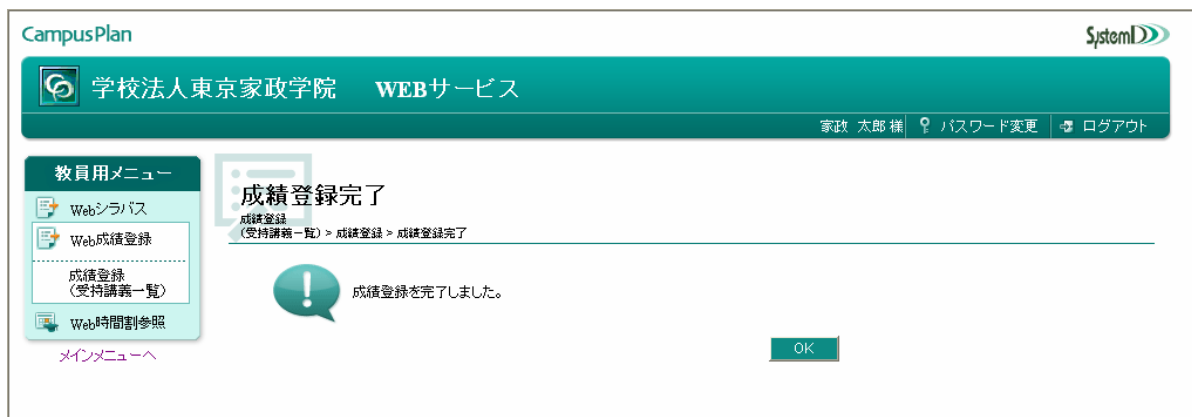 CampusPlan
SystemD
学校法人東京家政学院 WEBサービス
家政 太郎 様 パスワード変更 ログアウト
教員用メニュー
Webシラバス
Web成績登録
成績登録
(受持講義一覧)
Web時間割参照
メインメニューへ
成績登録完了
成績登録
(受持講義一覧) > 成績登録 > 成績登録完了
成績登録を完了しました。
OK